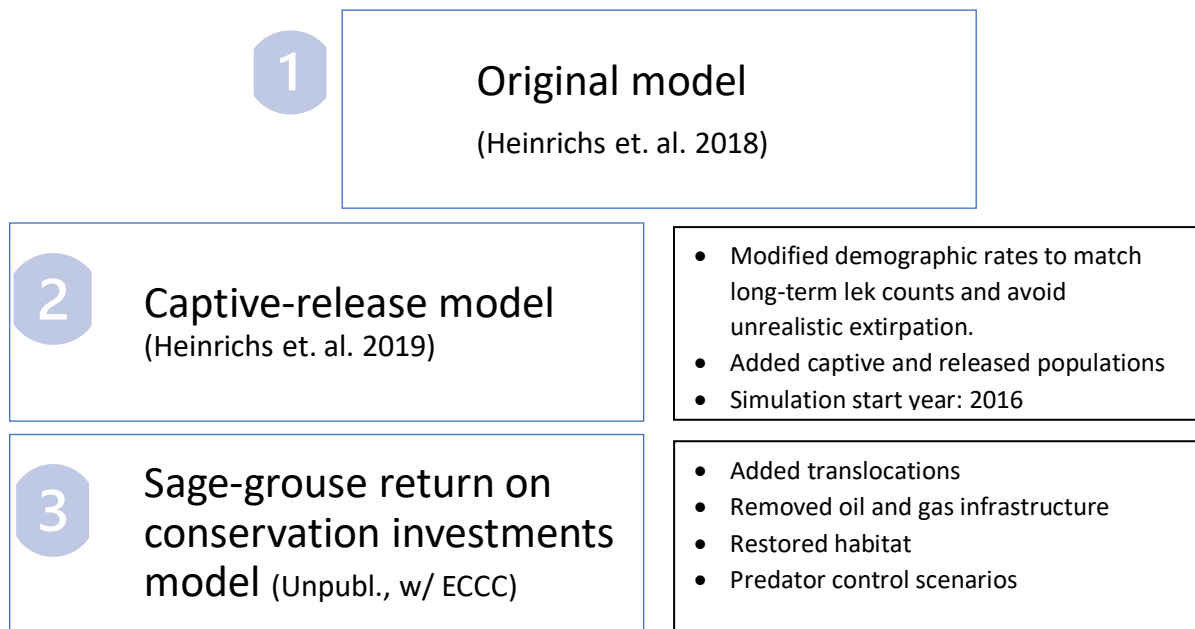 1
Original model
(Heinrichs et. al. 2018)
2
Captive-release model
(Heinrichs et. al. 2019)
• Modified demographic rates to match
long-term lek counts and avoid
unrealistic extirpation.
• Added captive and released populations
• Simulation start year: 2016
3
Sage-grouse return on
conservation investments
model (Unpubl., w/ ECCC)
• Added translocations
• Removed oil and gas infrastructure
• Restored habitat
• Predator control scenarios